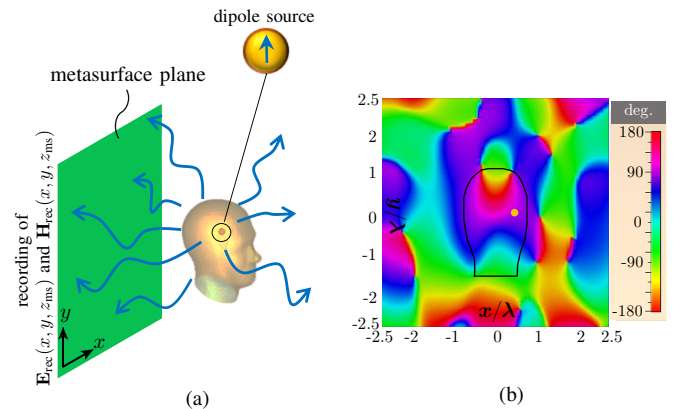 dipole source
metasurface plane
recording of
E_rec(x, y, z_ms) and H_rec(x, y, z_ms)
y
x
(a)
deg.
2.5
2
1
0
-1
-2
-2.5
y/λ
x/λ
-2.5 -2 -1 0 1 2 2.5
180
90
0
-90
-180
(b)